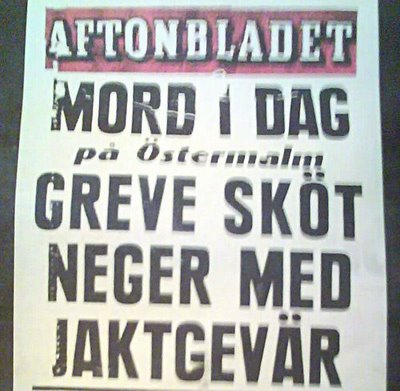 AFTONBLADET
MORD I DAG
på Östermalm
GREVE SKÖT
NEGER MED
JAKTGEVÄR